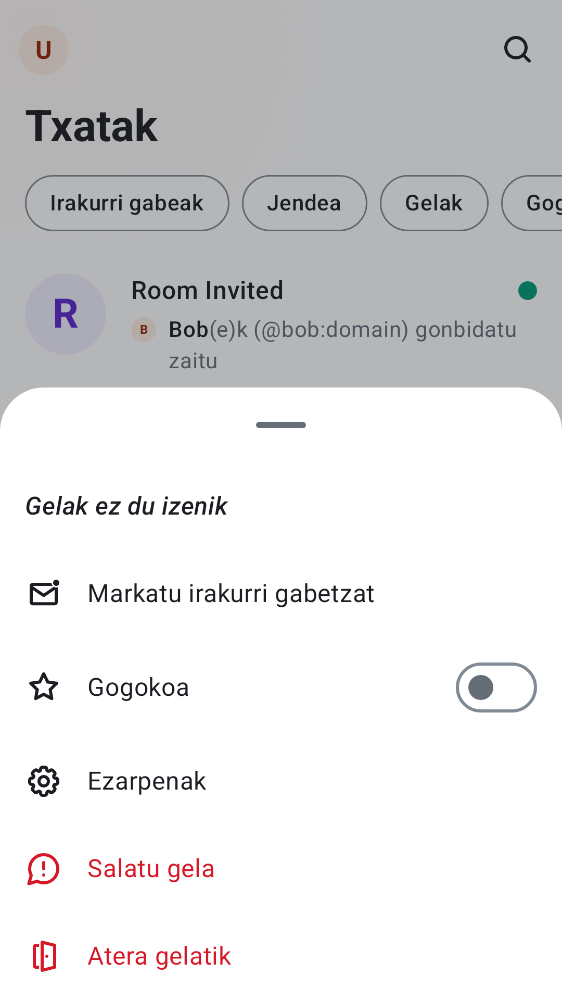 U
Txatak
Irakurri gabeak
Jendea
Gelak
Gog
R
Room Invited
B
Bob(e)k (@bob:domain) gonbidatu
zaitu
Gelak ez du izenik
Markatu irakurri gabetzat
Gogokoa
Ezarpenak
Salatu gela
Atera gelatik